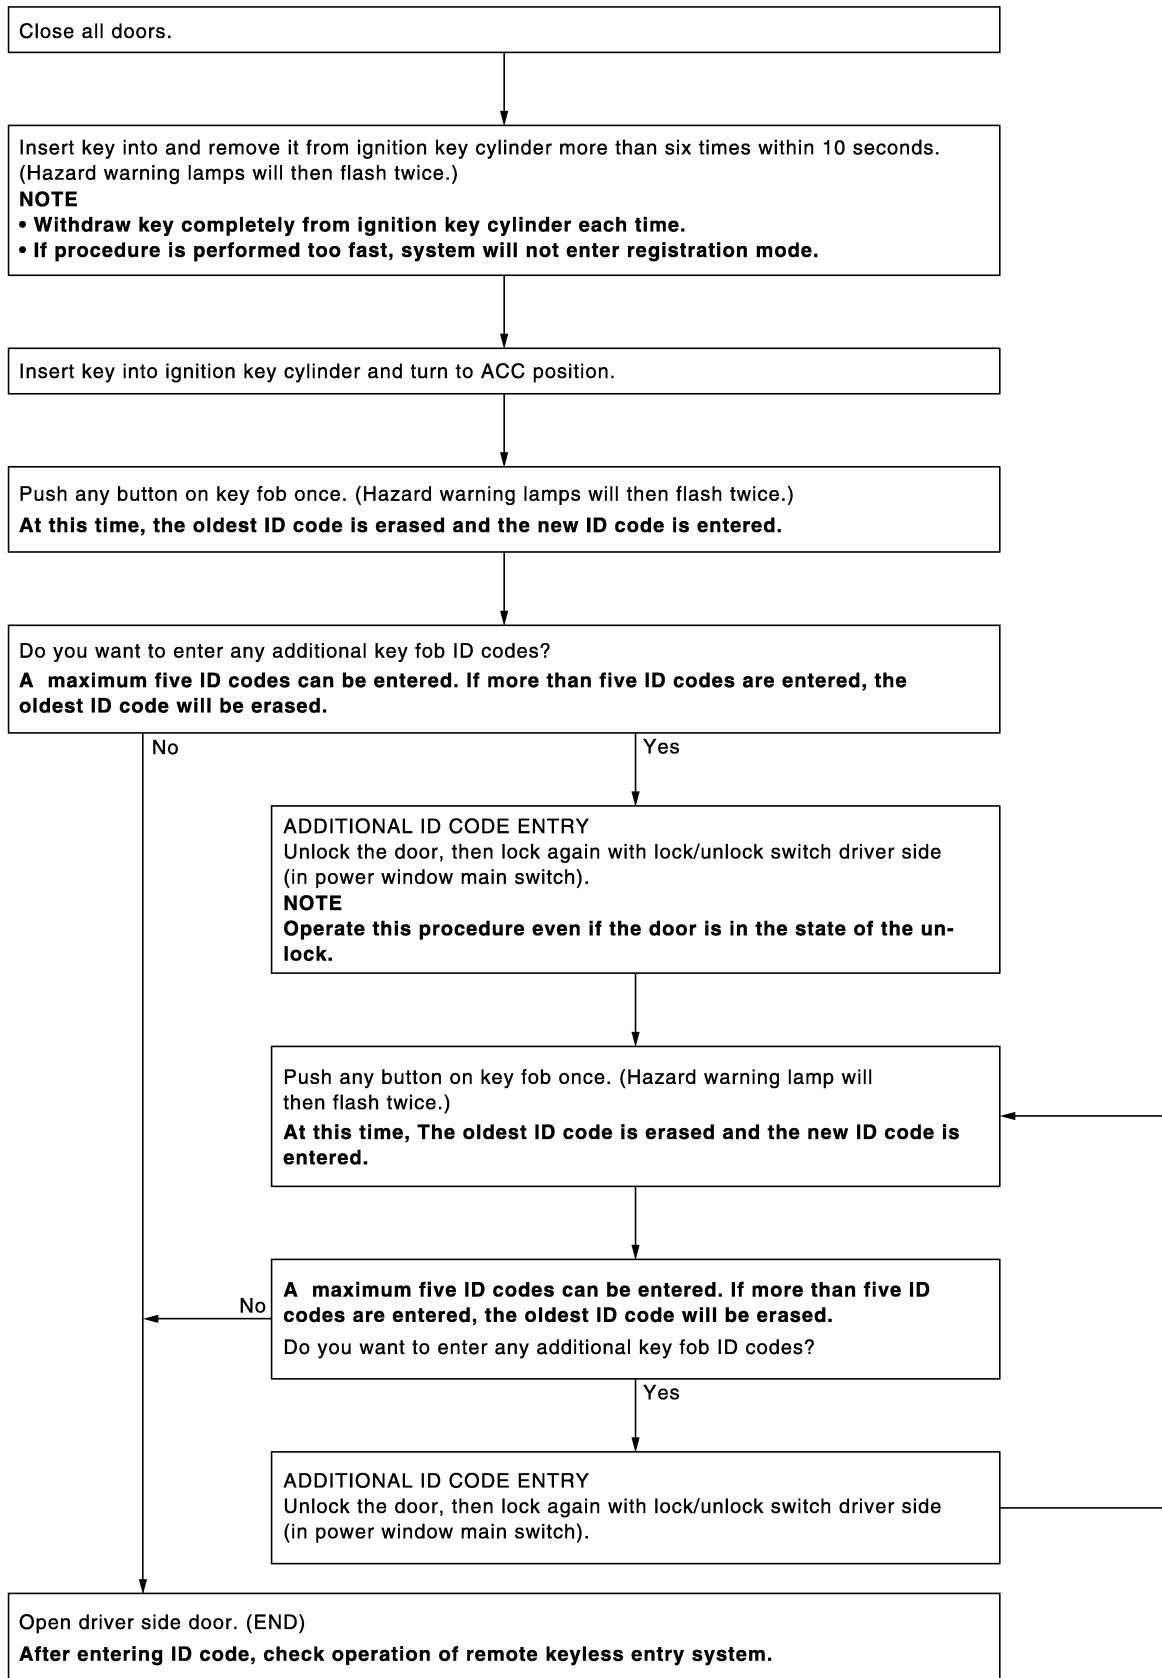 Close all doors.
Insert key into and remove it from ignition key cylinder more than six times within 10 seconds.
(Hazard warning lamps will then flash twice.)
NOTE
• Withdraw key completely from ignition key cylinder each time.
• If procedure is performed too fast, system will not enter registration mode.
Insert key into ignition key cylinder and turn to ACC position.
Push any button on key fob once. (Hazard warning lamps will then flash twice.)
At this time, the oldest ID code is erased and the new ID code is entered.
Do you want to enter any additional key fob ID codes?
A  maximum five ID codes can be entered. If more than five ID codes are entered, the
oldest ID code will be erased.
No
Yes
ADDITIONAL ID CODE ENTRY
Unlock the door, then lock again with lock/unlock switch driver side
(in power window main switch).
NOTE
Operate this procedure even if the door is in the state of the un-
lock.
Push any button on key fob once. (Hazard warning lamp will
then flash twice.)
At this time, The oldest ID code is erased and the new ID code is
entered.
A  maximum five ID codes can be entered. If more than five ID
codes are entered, the oldest ID code will be erased.
Do you want to enter any additional key fob ID codes?
No
Yes
ADDITIONAL ID CODE ENTRY
Unlock the door, then lock again with lock/unlock switch driver side
(in power window main switch).
Open driver side door. (END)
After entering ID code, check operation of remote keyless entry system.